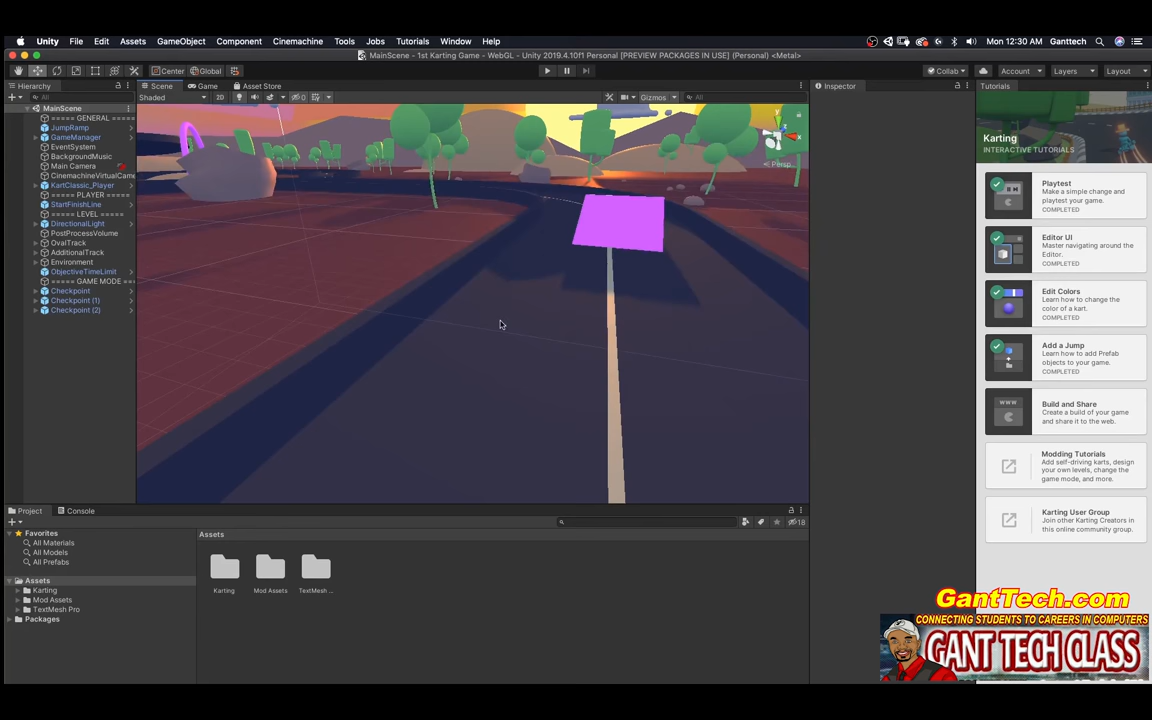 Unity File Edit Assets GameObject Component Cinemachine Tools Jobs Tutorials Window Help Mon 12:30 AM Ganttech
MainScene - 1st Karting Game - WebGL - Unity 2019.4.10f1 Personal [PREVIEW PACKAGES IN USE] (Personal) <Metal>
Center Global Collab Account Layers Layout
Hierarchy Scene Game Asset Store Inspector Tutorials
All Shaded 2D 0 Gizmos All
MainScene
===== GENERAL =====
JumpRamp
GameManager
EventSystem
BackgroundMusic
Main Camera
CinemachineVirtualCame
KartClassic_Player
===== PLAYER =====
StartFinishLine
===== LEVEL =====
DirectionalLight
PostProcessVolume
OvalTrack
AdditionalTrack
Environment
ObjectiveTimeLimit
===== GAME MODE ===
Checkpoint
Checkpoint (1)
Checkpoint (2)
y
Persp
Karting
INTERACTIVE TUTORIALS
Playtest
Make a simple change and
playtest your game.
COMPLETED
Editor UI
Master navigating around the
Editor.
COMPLETED
Edit Colors
Learn how to change the
color of a kart.
COMPLETED
Add a Jump
Learn how to add Prefab
objects to your game.
COMPLETED
WWW
Build and Share
Create a build of your game
and share it to the web.
Modding Tutorials
Add self-driving karts, design
your own levels, change the
game mode, and more.
Karting User Group
Join other Karting Creators in
this online community group.
Project Console
18
Favorites
All Materials
All Models
All Prefabs
Assets
Karting
Mod Assets
TextMesh Pro
Packages
Assets
Karting Mod Assets TextMesh ...
GantTech.com
CONNECTING STUDENTS TO CAREERS IN COMPUTERS
GANT TECH CLASS